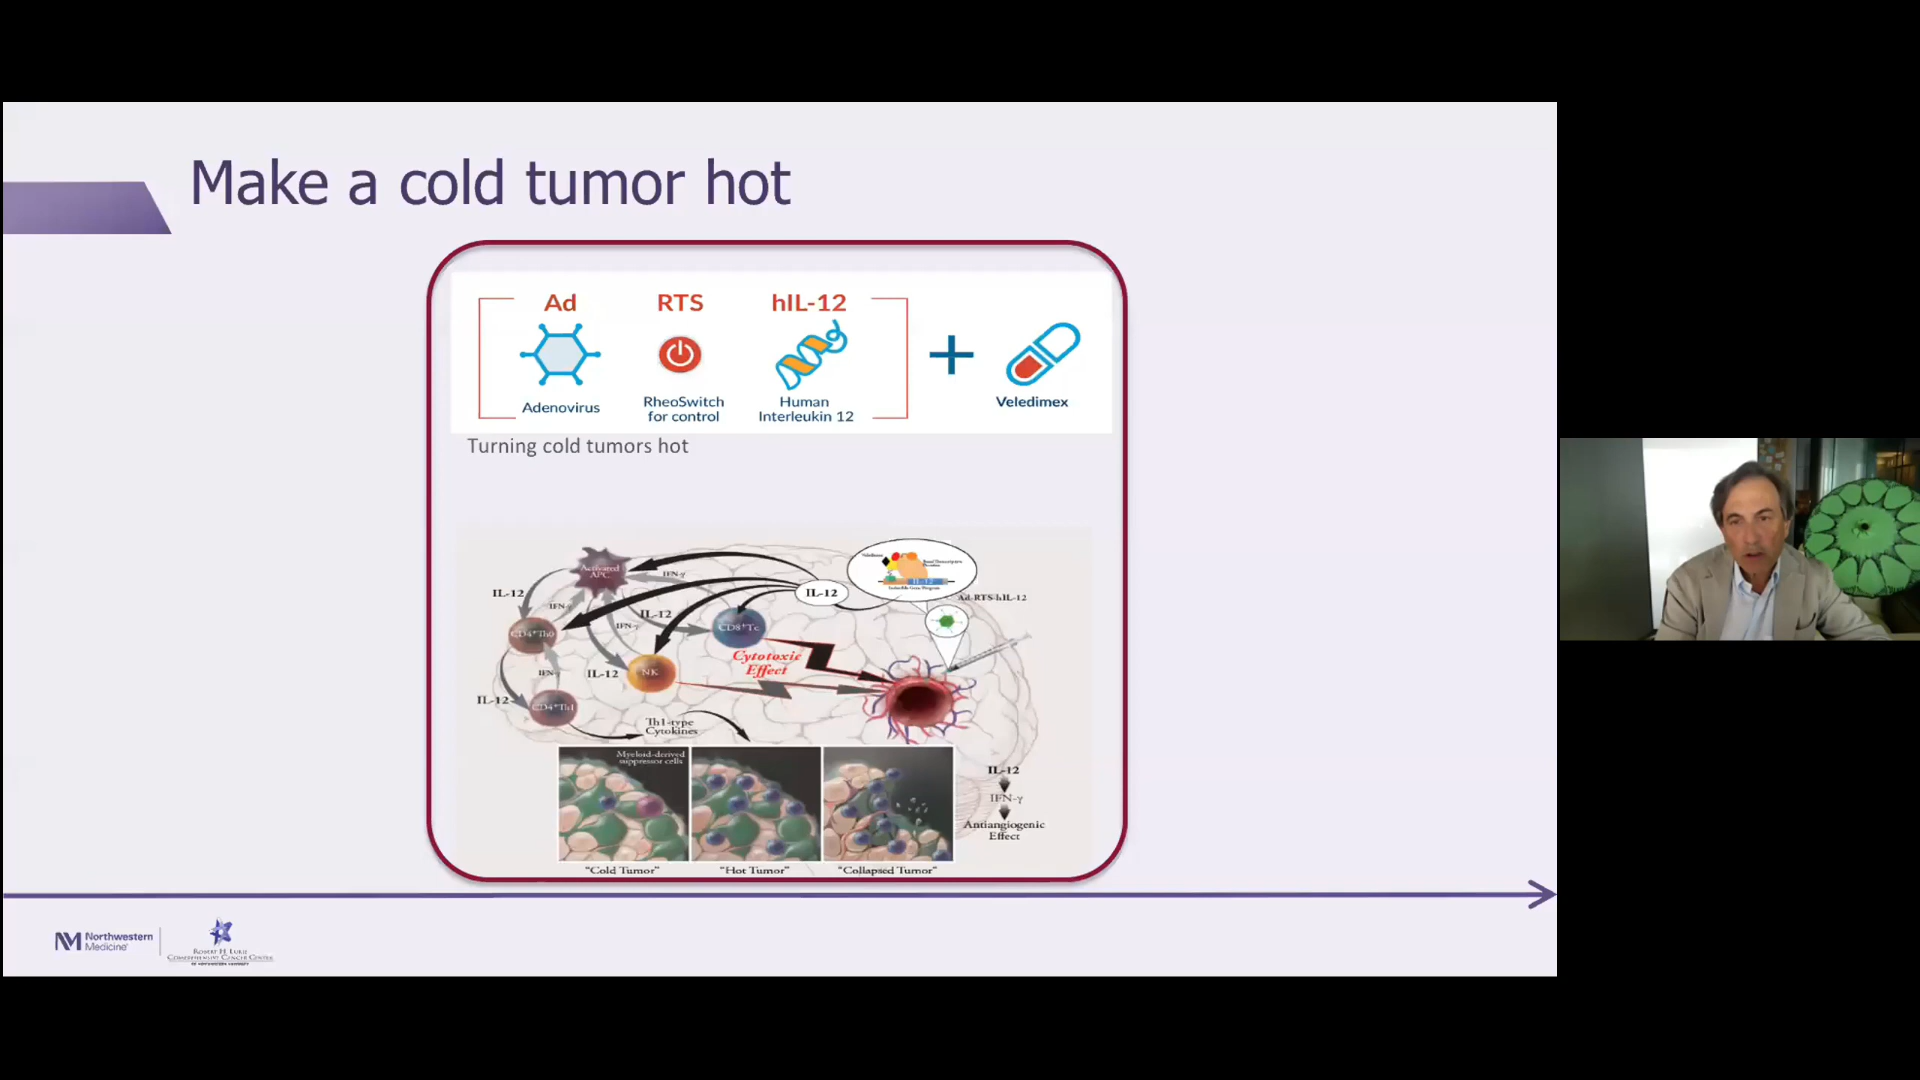 Make a cold tumor hot
Ad
RTS
hIL-12
Adenovirus
RheoSwitch
for control
Human
Interleukin 12
Veledimex
Turning cold tumors hot
Activated
APC
IFN-γ
IL-12
IFN-γ
IL-12
IFN-γ
IL-12
CD8⁺Tc
CD4⁺Th0
Cytotoxic
Effect
IFN-γ
IL-12
NK
IL-12
CD4⁺Th1
Th1-type
Cytokines
IL-12
Ad-RTS-hIL-12
Myeloid-derived
suppressor cells
IL-12
IFN-γ
Antiangiogenic
Effect
"Cold Tumor"
"Hot Tumor"
"Collapsed Tumor"
Northwestern
Medicine
Robert H. Lurie
Comprehensive Cancer Center
of Northwestern University